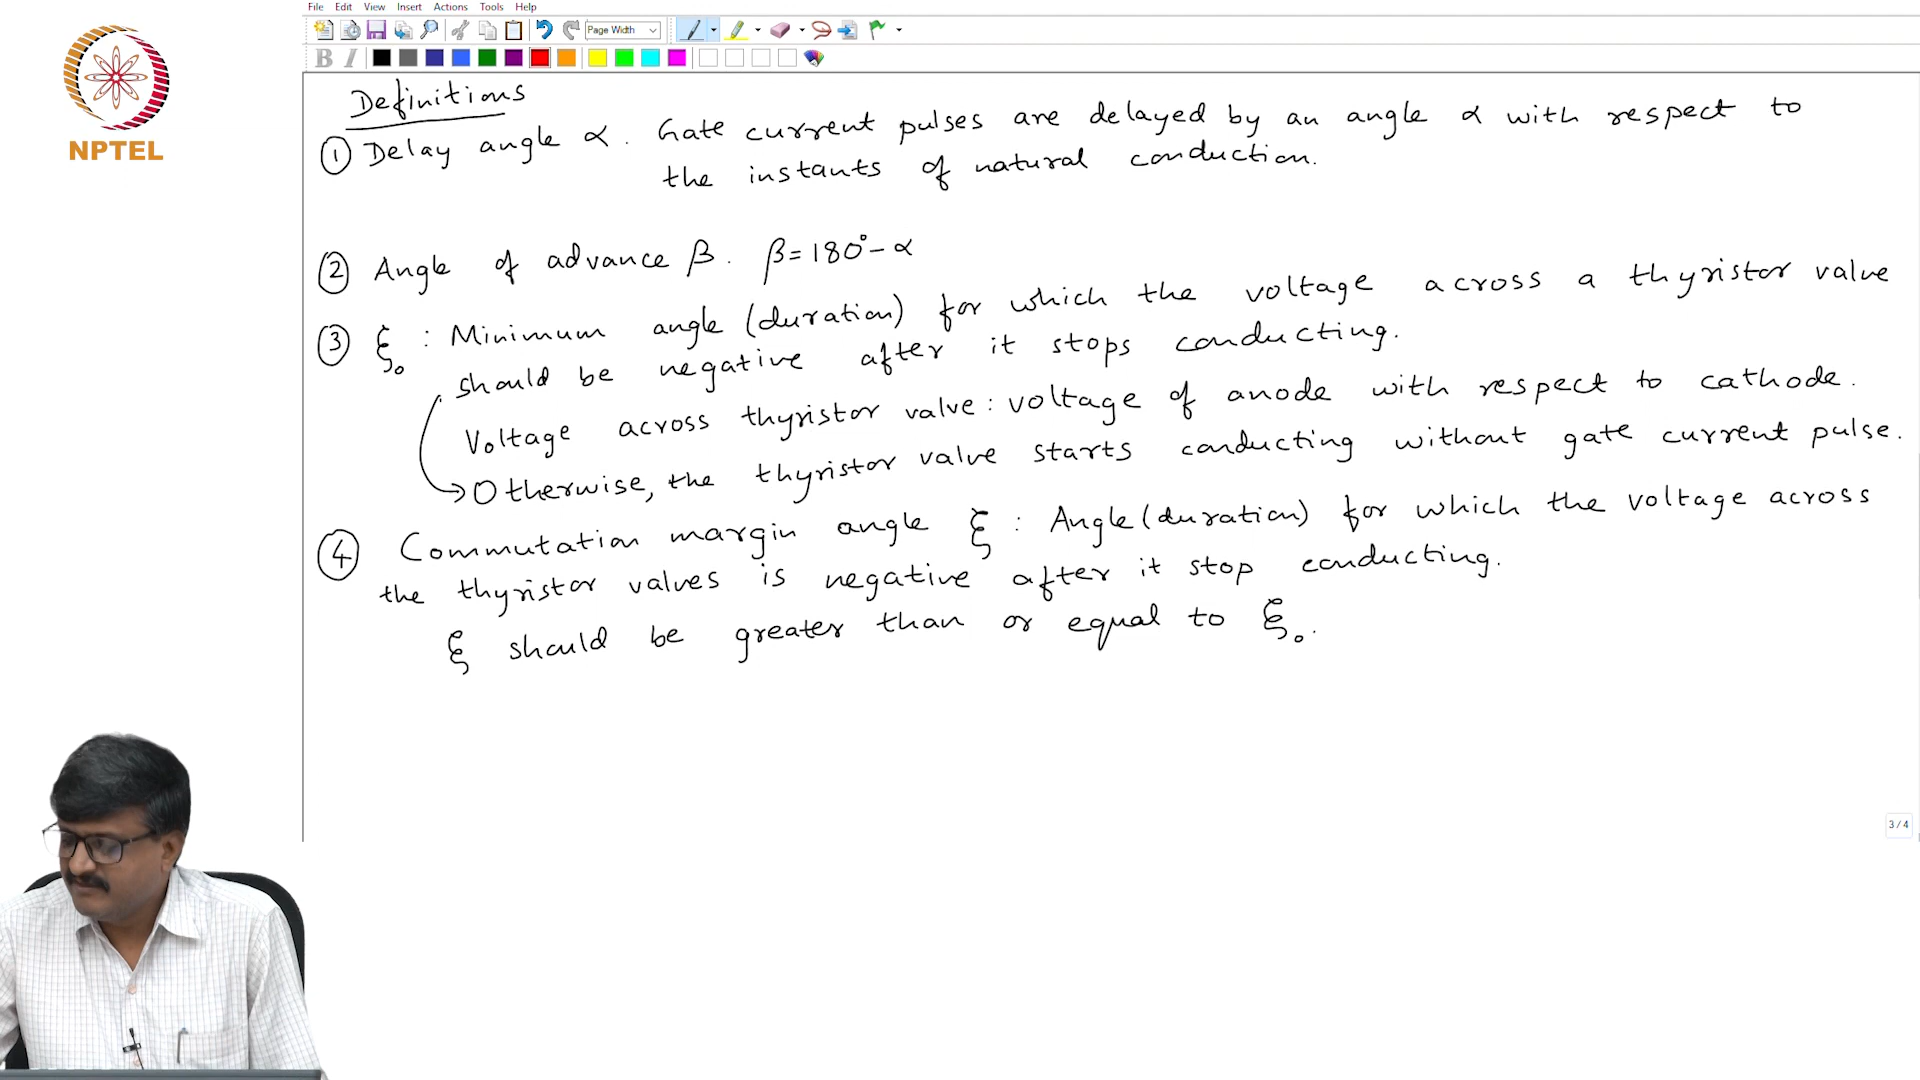 File Edit View Insert Actions Tools Help
Page Width
B I
NPTEL
Definitions
① Delay angle α. Gate current pulses are delayed by an angle α with respect to
the instants of natural conduction.
② Angle of advance β. β=180°-α
③ ξ₀ : Minimum angle (duration) for which the voltage across a thyristor valve
should be negative after it stops conducting.
Voltage across thyristor valve: voltage of anode with respect to cathode.
→ Otherwise, the thyristor valve starts conducting without gate current pulse.
④ Commutation margin angle ξ : Angle (duration) for which the voltage across
the thyristor valves is negative after it stop conducting.
ξ should be greater than or equal to ξ₀.
3/4